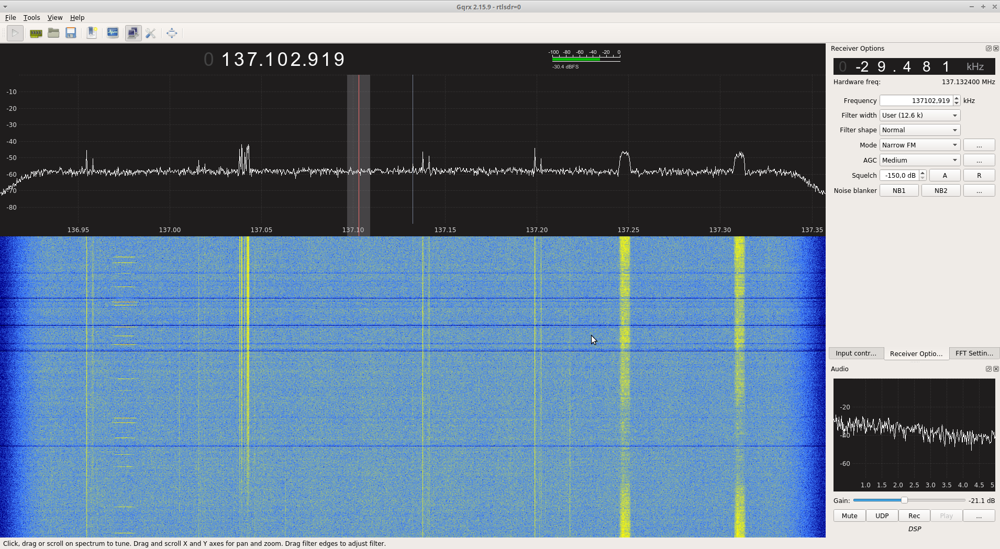 Gqrx 2.15.9 - rtlsdr=0
File Tools View Help
0 137.102.919
-100 -80 -60 -40 -20 0
-30.4 dBFS
-10
-20
-30
-40
-50
-60
-70
-80
136.95 137.00 137.05 137.10 137.15 137.20 137.25 137.30 137.35
Receiver Options
0 -29.481 kHz
Hardware freq: 137.132400 MHz
Frequency 137102,919 kHz
Filter width User (12.6 k)
Filter shape Normal
Mode Narrow FM ...
AGC Medium ...
Squelch -150,0 dB A R
Noise blanker NB1 NB2 ...
Input contr... Receiver Optio... FFT Settin...
Audio
-20
-40
-60
1.0 1.5 2.0 2.5 3.0 3.5 4.0 4.5 5
Gain: -21.1 dB
Mute UDP Rec Play ...
DSP
Click, drag or scroll on spectrum to tune. Drag and scroll X and Y axes for pan and zoom. Drag filter edges to adjust filter.